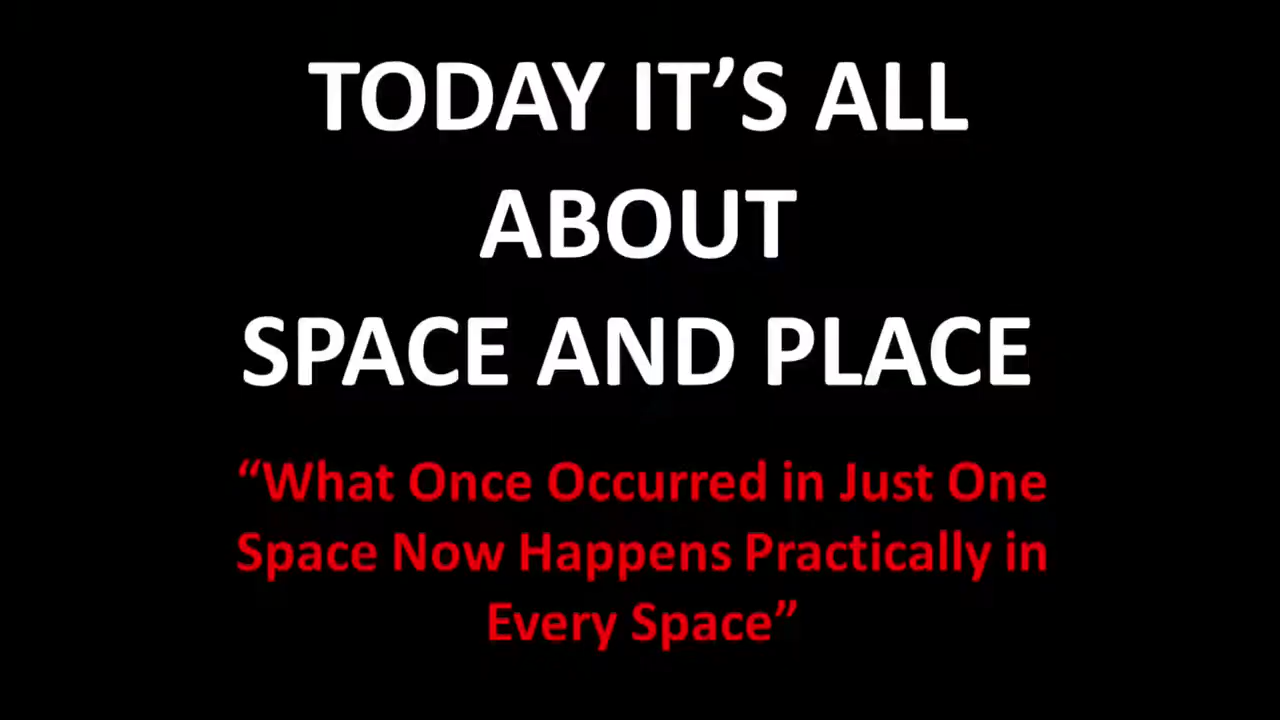 TODAY IT’S ALL
ABOUT
SPACE AND PLACE
“What Once Occurred in Just One
Space Now Happens Practically in
Every Space”